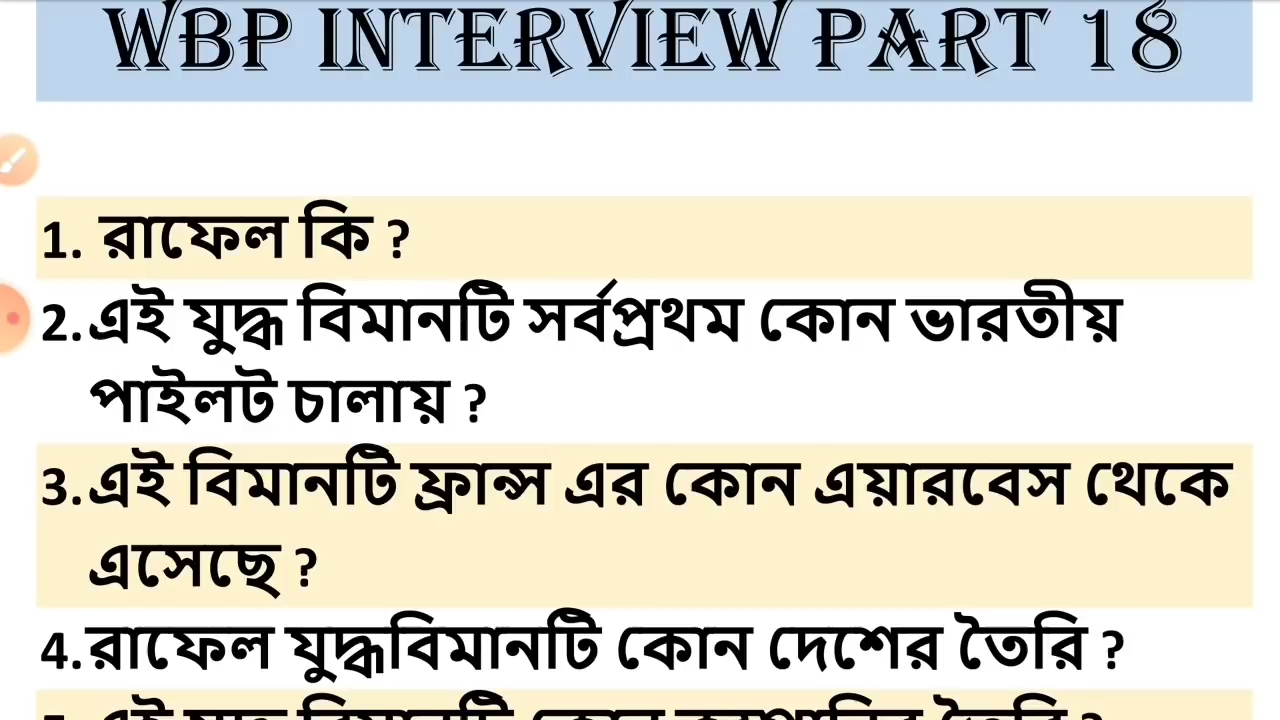 WBP INTERVIEW PART 18
1. রাফেল কি ?
2.এই যুদ্ধ বিমানটি সর্বপ্রথম কোন ভারতীয়
পাইলট চালায় ?
3.এই বিমানটি ফ্রান্স এর কোন এয়ারবেস থেকে
এসেছে ?
4.রাফেল যুদ্ধবিমানটি কোন দেশের তৈরি ?